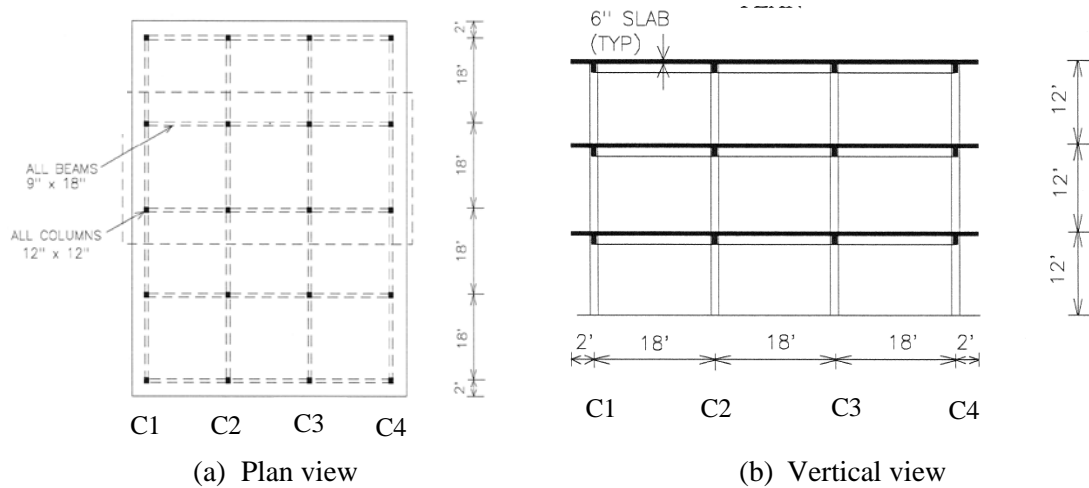 ALL BEAMS
9" x 18"
ALL COLUMNS
12" x 12"
2'
18'
18'
18'
18'
2'
C1 C2 C3 C4
(a) Plan view
6" SLAB
(TYP)
12'
12'
12'
2' 18' 18' 18' 2'
C1 C2 C3 C4
(b) Vertical view